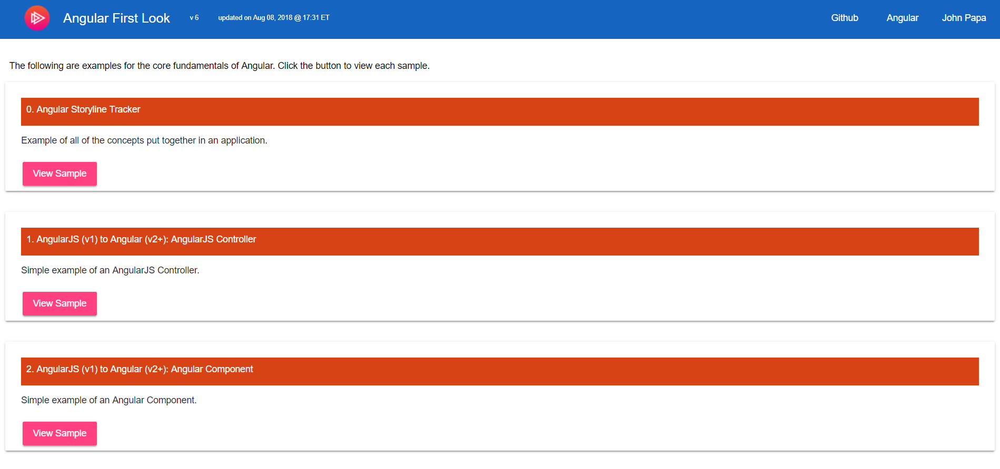 Angular First Look v 6 updated on Aug 08, 2018 @ 17:31 ET Github Angular John Papa
The following are examples for the core fundamentals of Angular. Click the button to view each sample.
0. Angular Storyline Tracker
Example of all of the concepts put together in an application.
View Sample
1. AngularJS (v1) to Angular (v2+): AngularJS Controller
Simple example of an AngularJS Controller.
View Sample
2. AngularJS (v1) to Angular (v2+): Angular Component
Simple example of an Angular Component.
View Sample